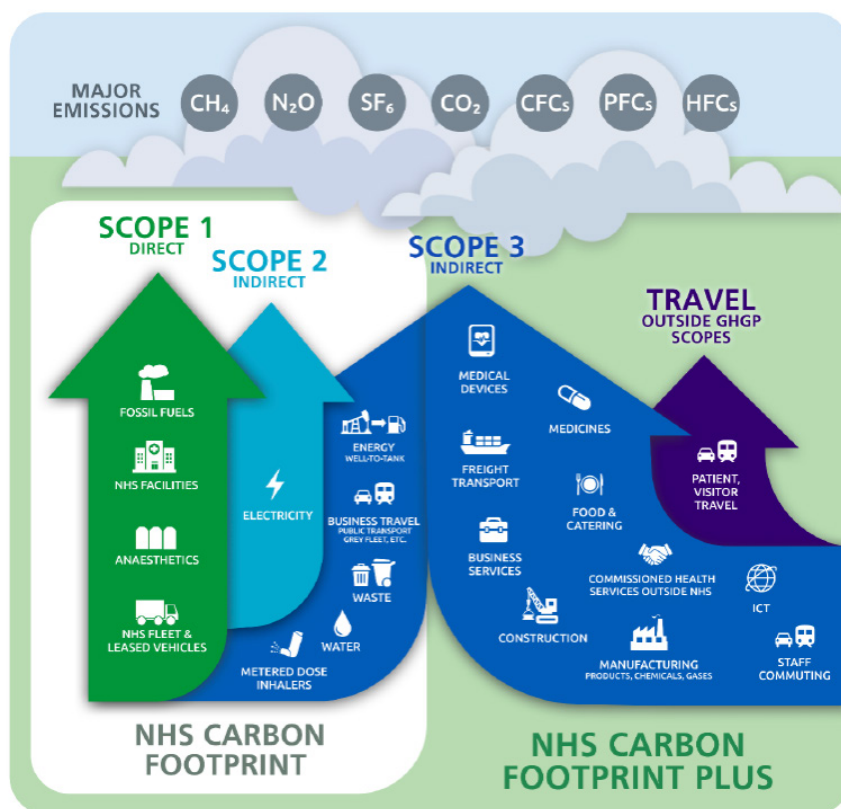 MAJOR
EMISSIONS
CH₄
N₂O
SF₆
CO₂
CFCs
PFCs
HFCs
SCOPE 1
DIRECT
SCOPE 2
INDIRECT
SCOPE 3
INDIRECT
TRAVEL
OUTSIDE GHGP
SCOPES
FOSSIL FUELS
NHS FACILITIES
ANAESTHETICS
NHS FLEET &
LEASED VEHICLES
ELECTRICITY
ENERGY
WELL-TO-TANK
BUSINESS TRAVEL
PUBLIC TRANSPORT
GREY FLEET, ETC.
WASTE
WATER
METERED DOSE
INHALERS
MEDICAL
DEVICES
MEDICINES
FREIGHT
TRANSPORT
FOOD &
CATERING
BUSINESS
SERVICES
COMMISSIONED HEALTH
SERVICES OUTSIDE NHS
CONSTRUCTION
MANUFACTURING
PRODUCTS, CHEMICALS, GASES
ICT
STAFF
COMMUTING
PATIENT,
VISITOR
TRAVEL
NHS CARBON
FOOTPRINT
NHS CARBON
FOOTPRINT PLUS